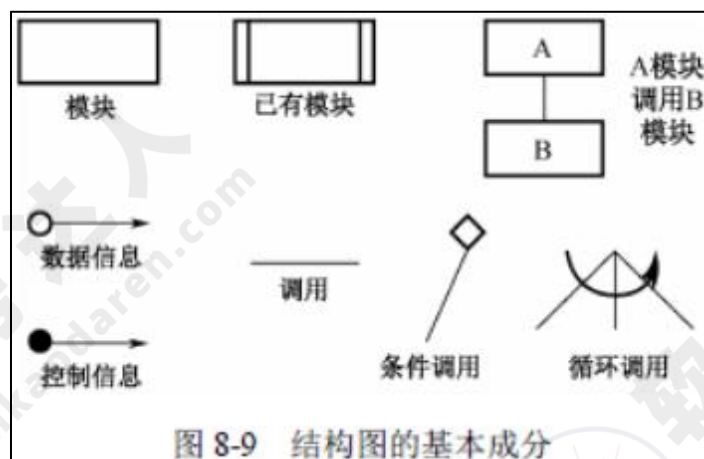 模块
已有模块
A
B
A模块
调用B
模块
数据信息
调用
控制信息
条件调用
循环调用
图 8-9 结构图的基本成分